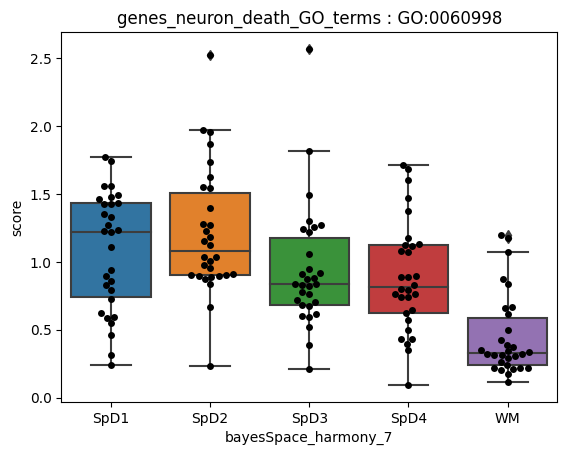 genes_neuron_death_GO_terms : GO:0060998
score
2.5
2.0
1.5
1.0
0.5
0.0
SpD1 SpD2 SpD3 SpD4 WM
bayesSpace_harmony_7